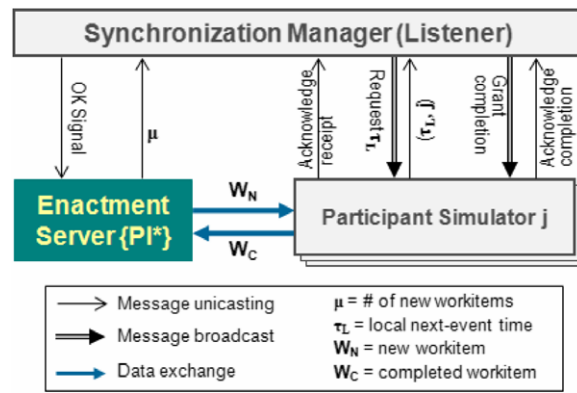 Synchronization Manager (Listener)
OK Signal
μ
Acknowledge
receipt
Request τL
(τL, j)
Grant
completion
Acknowledge
completion
Enactment
Server {PI*}
WN
WC
Participant Simulator j
Message unicasting
Message broadcast
Data exchange
μ = # of new workitems
τL = local next-event time
WN = new workitem
WC = completed workitem